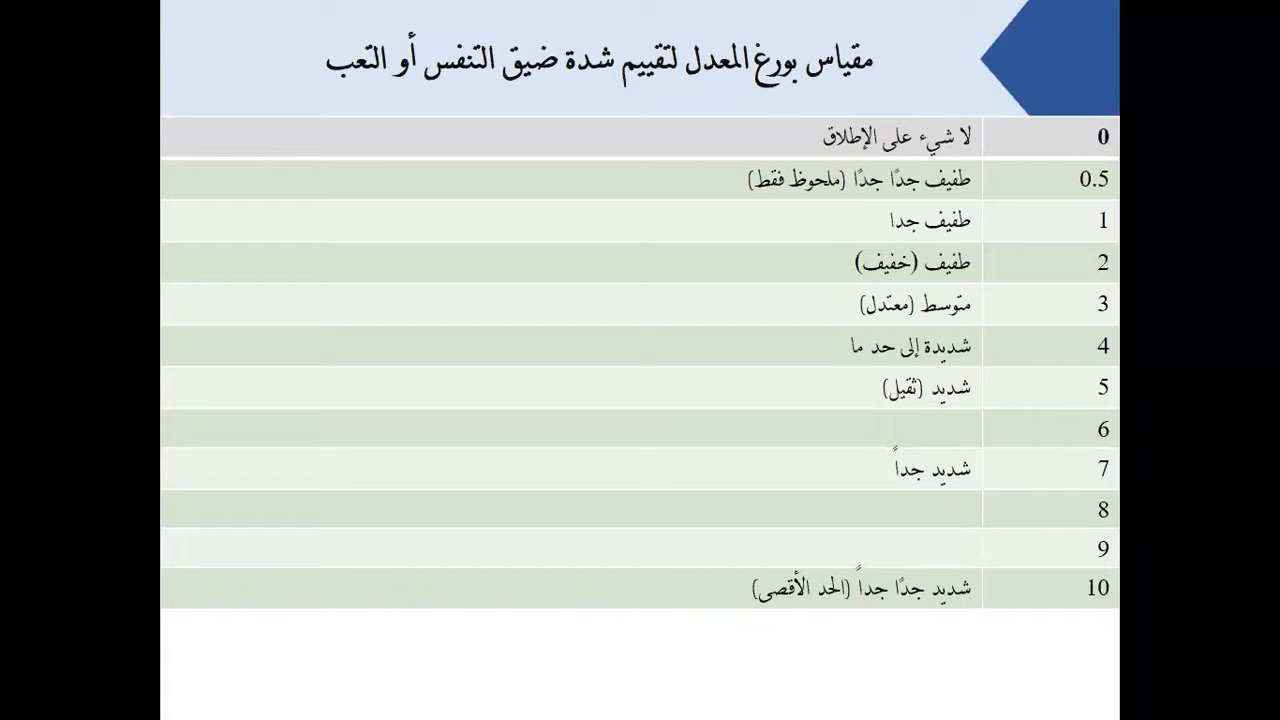 مقياس بورغ المعدل لتقييم شدة ضيق التنفس أو التعب
0 لا شيء على الإطلاق
0.5 طفيف جدًا جدًا (ملحوظ فقط)
1 طفيف جدا
2 طفيف (خفيف)
3 متوسط (معتدل)
4 شديدة إلى حد ما
5 شديد (ثقيل)
6
7 شديد جداً
8
9
10 شديد جدًا جداً (الحد الأقصى)